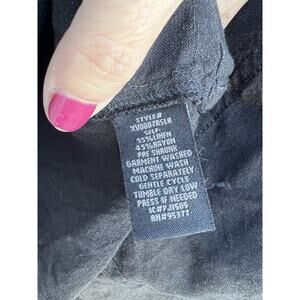 STYLE#
XV000TRSLB
SELF:
55%LINEN
45%RAYON
PRE SHRUNK
GARMENT WASHED
MACHINE WASH
COLD SEPARATELY
GENTLE CYCLE
TUMBLE DRY LOW
PRESS IF NEEDED
IC#PJ1505
RN#95377